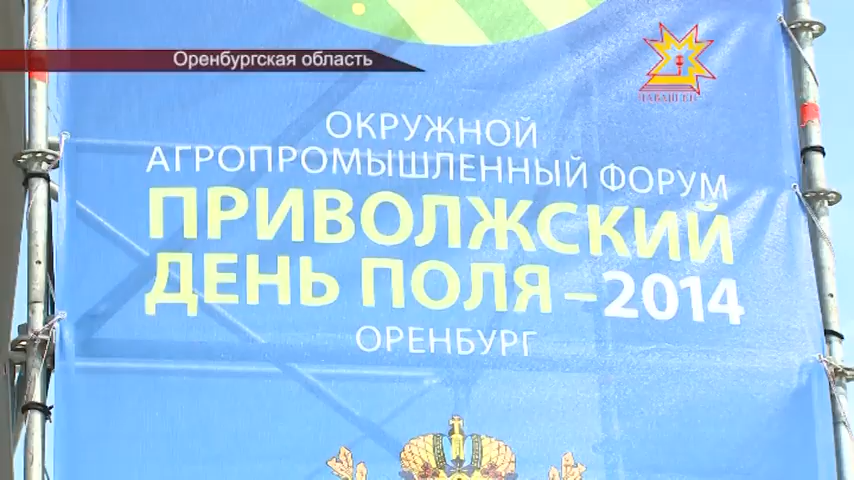 Оренбургская область
ОКРУЖНОЙ
АГРОПРОМЫШЛЕННЫЙ ФОРУМ
ПРИВОЛЖСКИЙ
ДЕНЬ ПОЛЯ – 2014
ОРЕНБУРГ